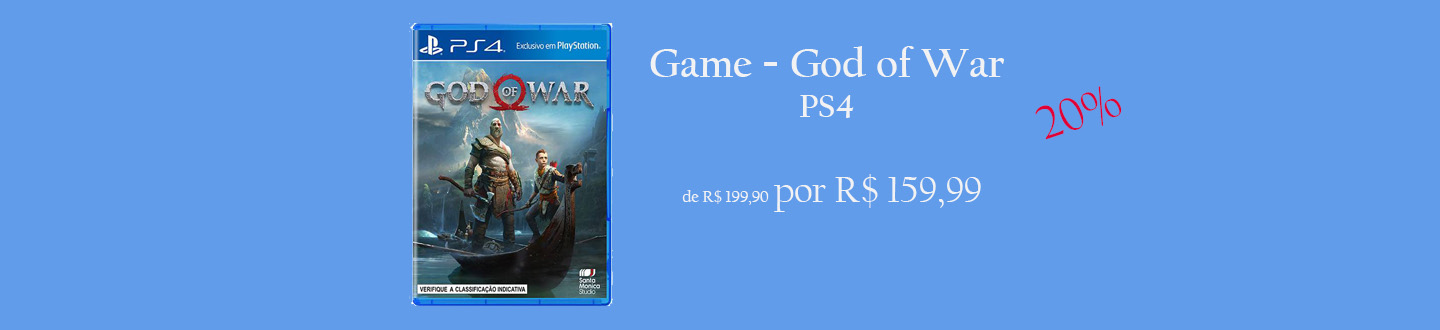 PS4 Exclusivo em PlayStation.
GOD OF WAR
VERIFIQUE A CLASSIFICAÇÃO INDICATIVA
Santa
Monica
Studio
Game - God of War
PS4
20%
de R$ 199,90 por R$ 159,99